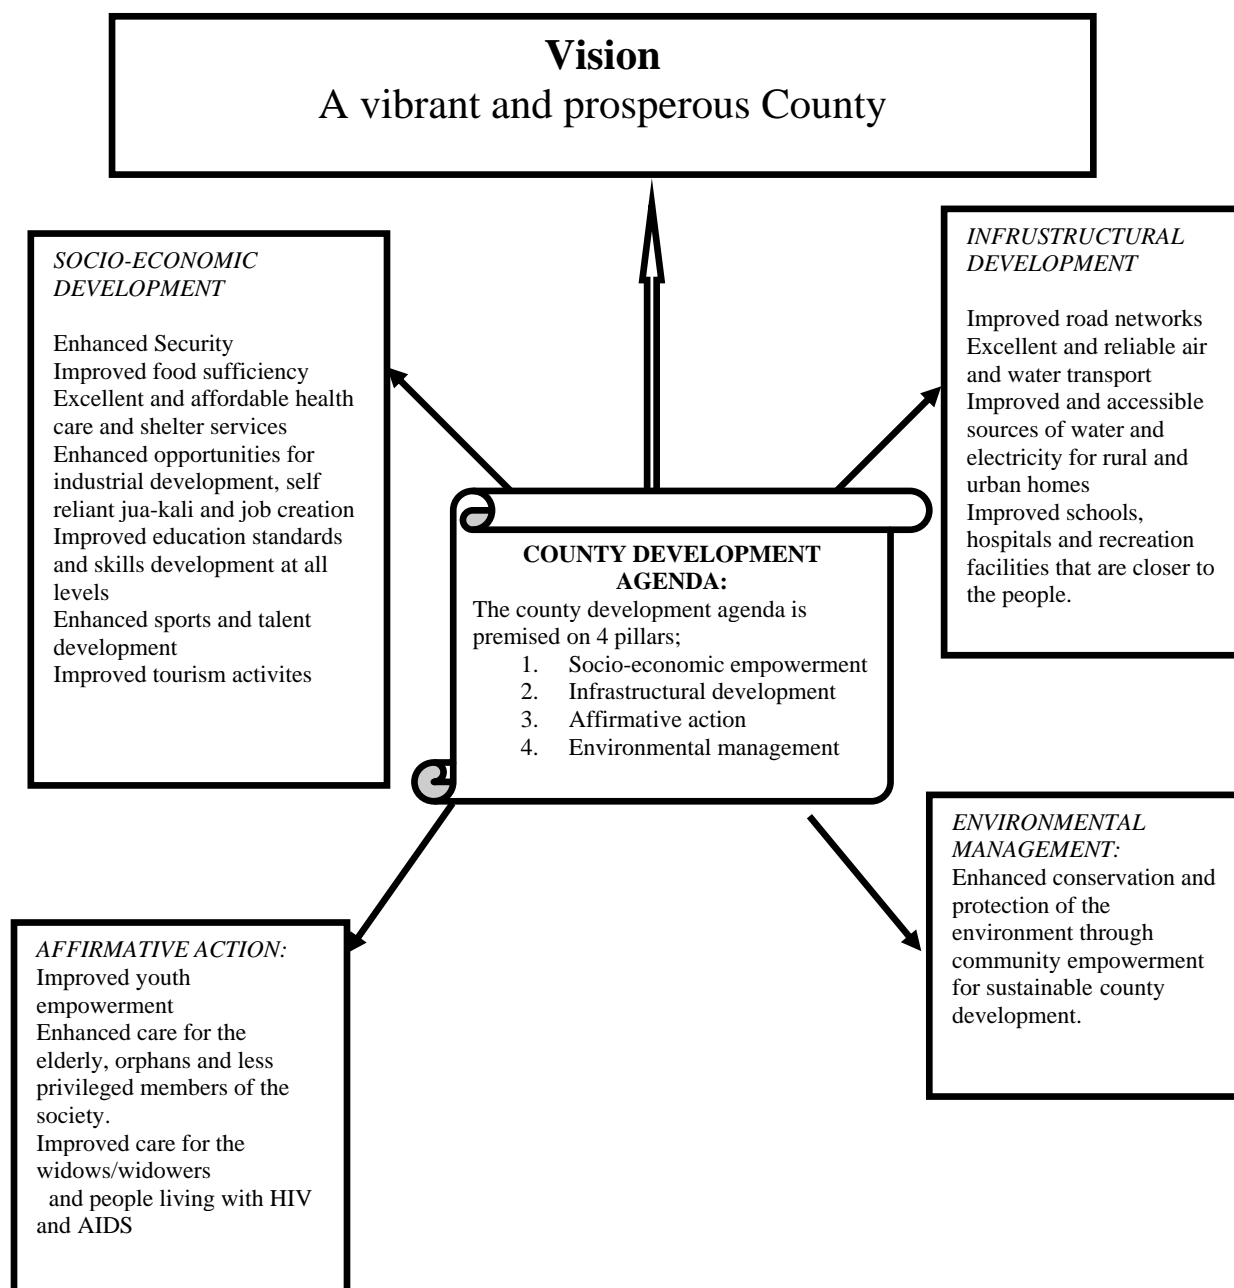 Vision
A vibrant and prosperous County
SOCIO-ECONOMIC
DEVELOPMENT
Enhanced Security
Improved food sufficiency
Excellent and affordable health
care and shelter services
Enhanced opportunities for
industrial development, self
reliant jua-kali and job creation
Improved education standards
and skills development at all
levels
Enhanced sports and talent
development
Improved tourism activites
INFRUSTRUCTURAL
DEVELOPMENT
Improved road networks
Excellent and reliable air
and water transport
Improved and accessible
sources of water and
electricity for rural and
urban homes
Improved schools,
hospitals and recreation
facilities that are closer to
the people.
COUNTY DEVELOPMENT
AGENDA:
The county development agenda is
premised on 4 pillars;
1. Socio-economic empowerment
2. Infrastructural development
3. Affirmative action
4. Environmental management
AFFIRMATIVE ACTION:
Improved youth
empowerment
Enhanced care for the
elderly, orphans and less
privileged members of the
society.
Improved care for the
widows/widowers
and people living with HIV
and AIDS
ENVIRONMENTAL
MANAGEMENT:
Enhanced conservation and
protection of the
environment through
community empowerment
for sustainable county
development.